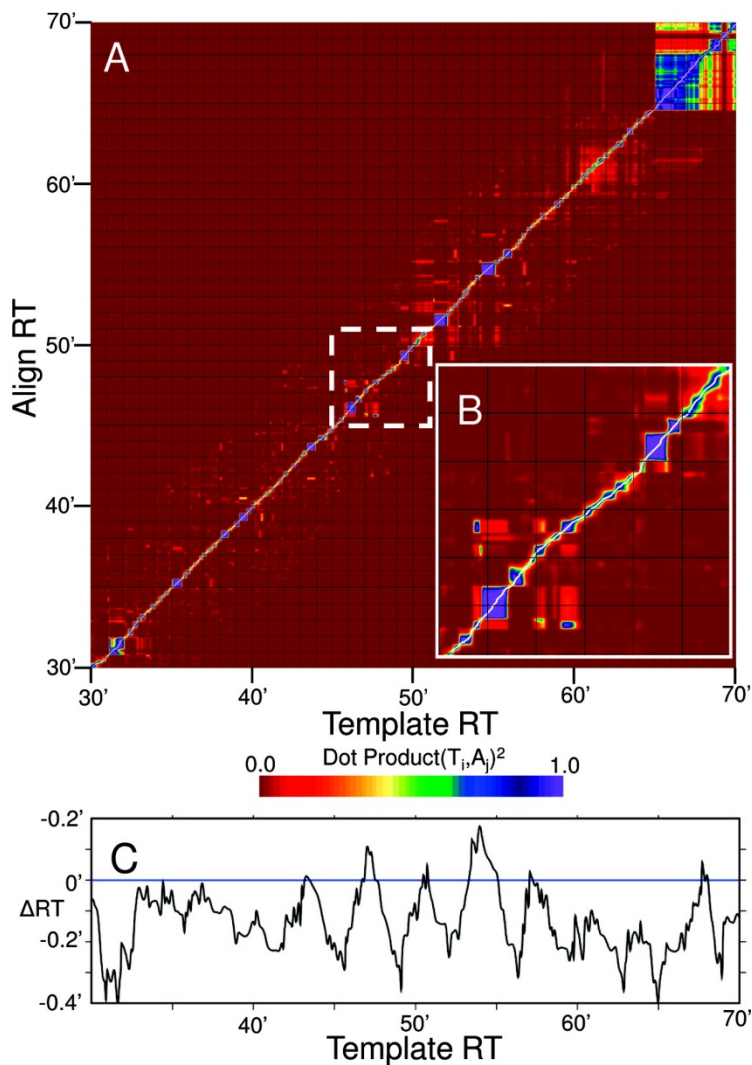 70'
A
60'
Align RT
50'
B
40'
30'
30' 40' 50' 60' 70'
Template RT
0.0 Dot Product(Tᵢ,Aⱼ)² 1.0
-0.2'
C
0'
ΔRT
-0.2'
-0.4'
40' 50' 60' 70'
Template RT